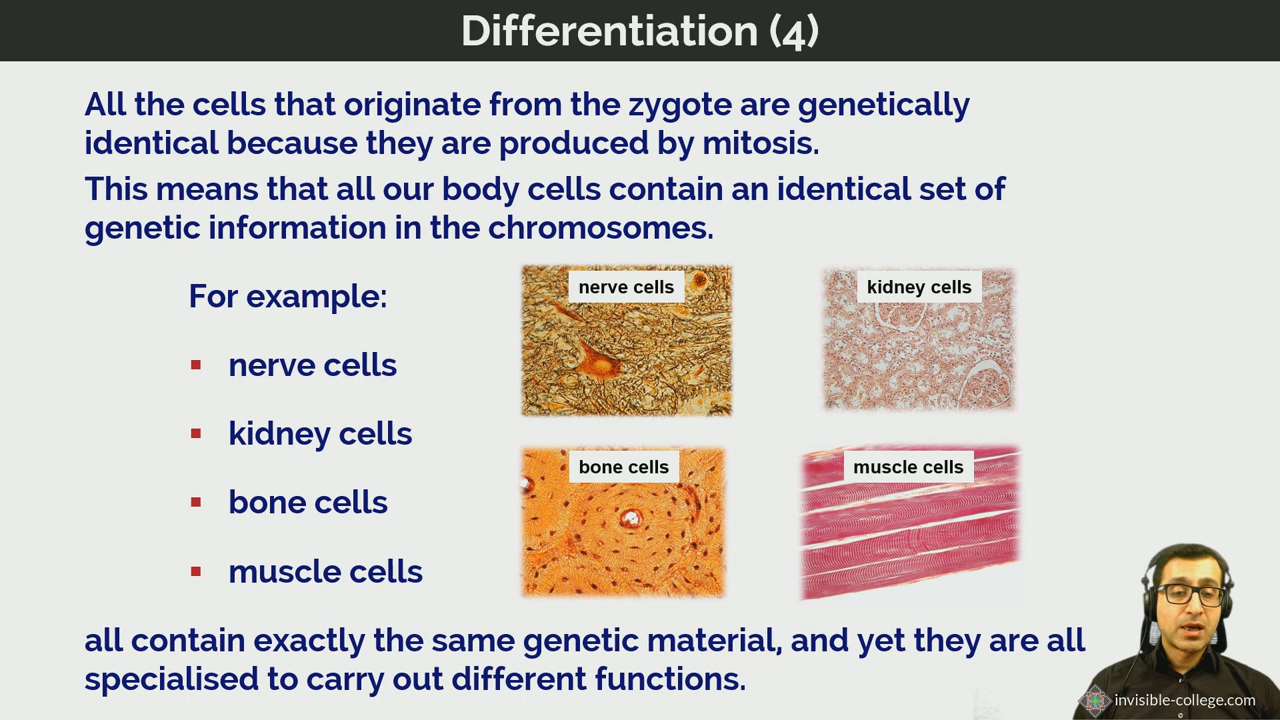 Differentiation (4)
All the cells that originate from the zygote are genetically
identical because they are produced by mitosis.
This means that all our body cells contain an identical set of
genetic information in the chromosomes.
For example:
▪ nerve cells
▪ kidney cells
▪ bone cells
▪ muscle cells
nerve cells
kidney cells
bone cells
muscle cells
all contain exactly the same genetic material, and yet they are all
specialised to carry out different functions.
invisible-college.com